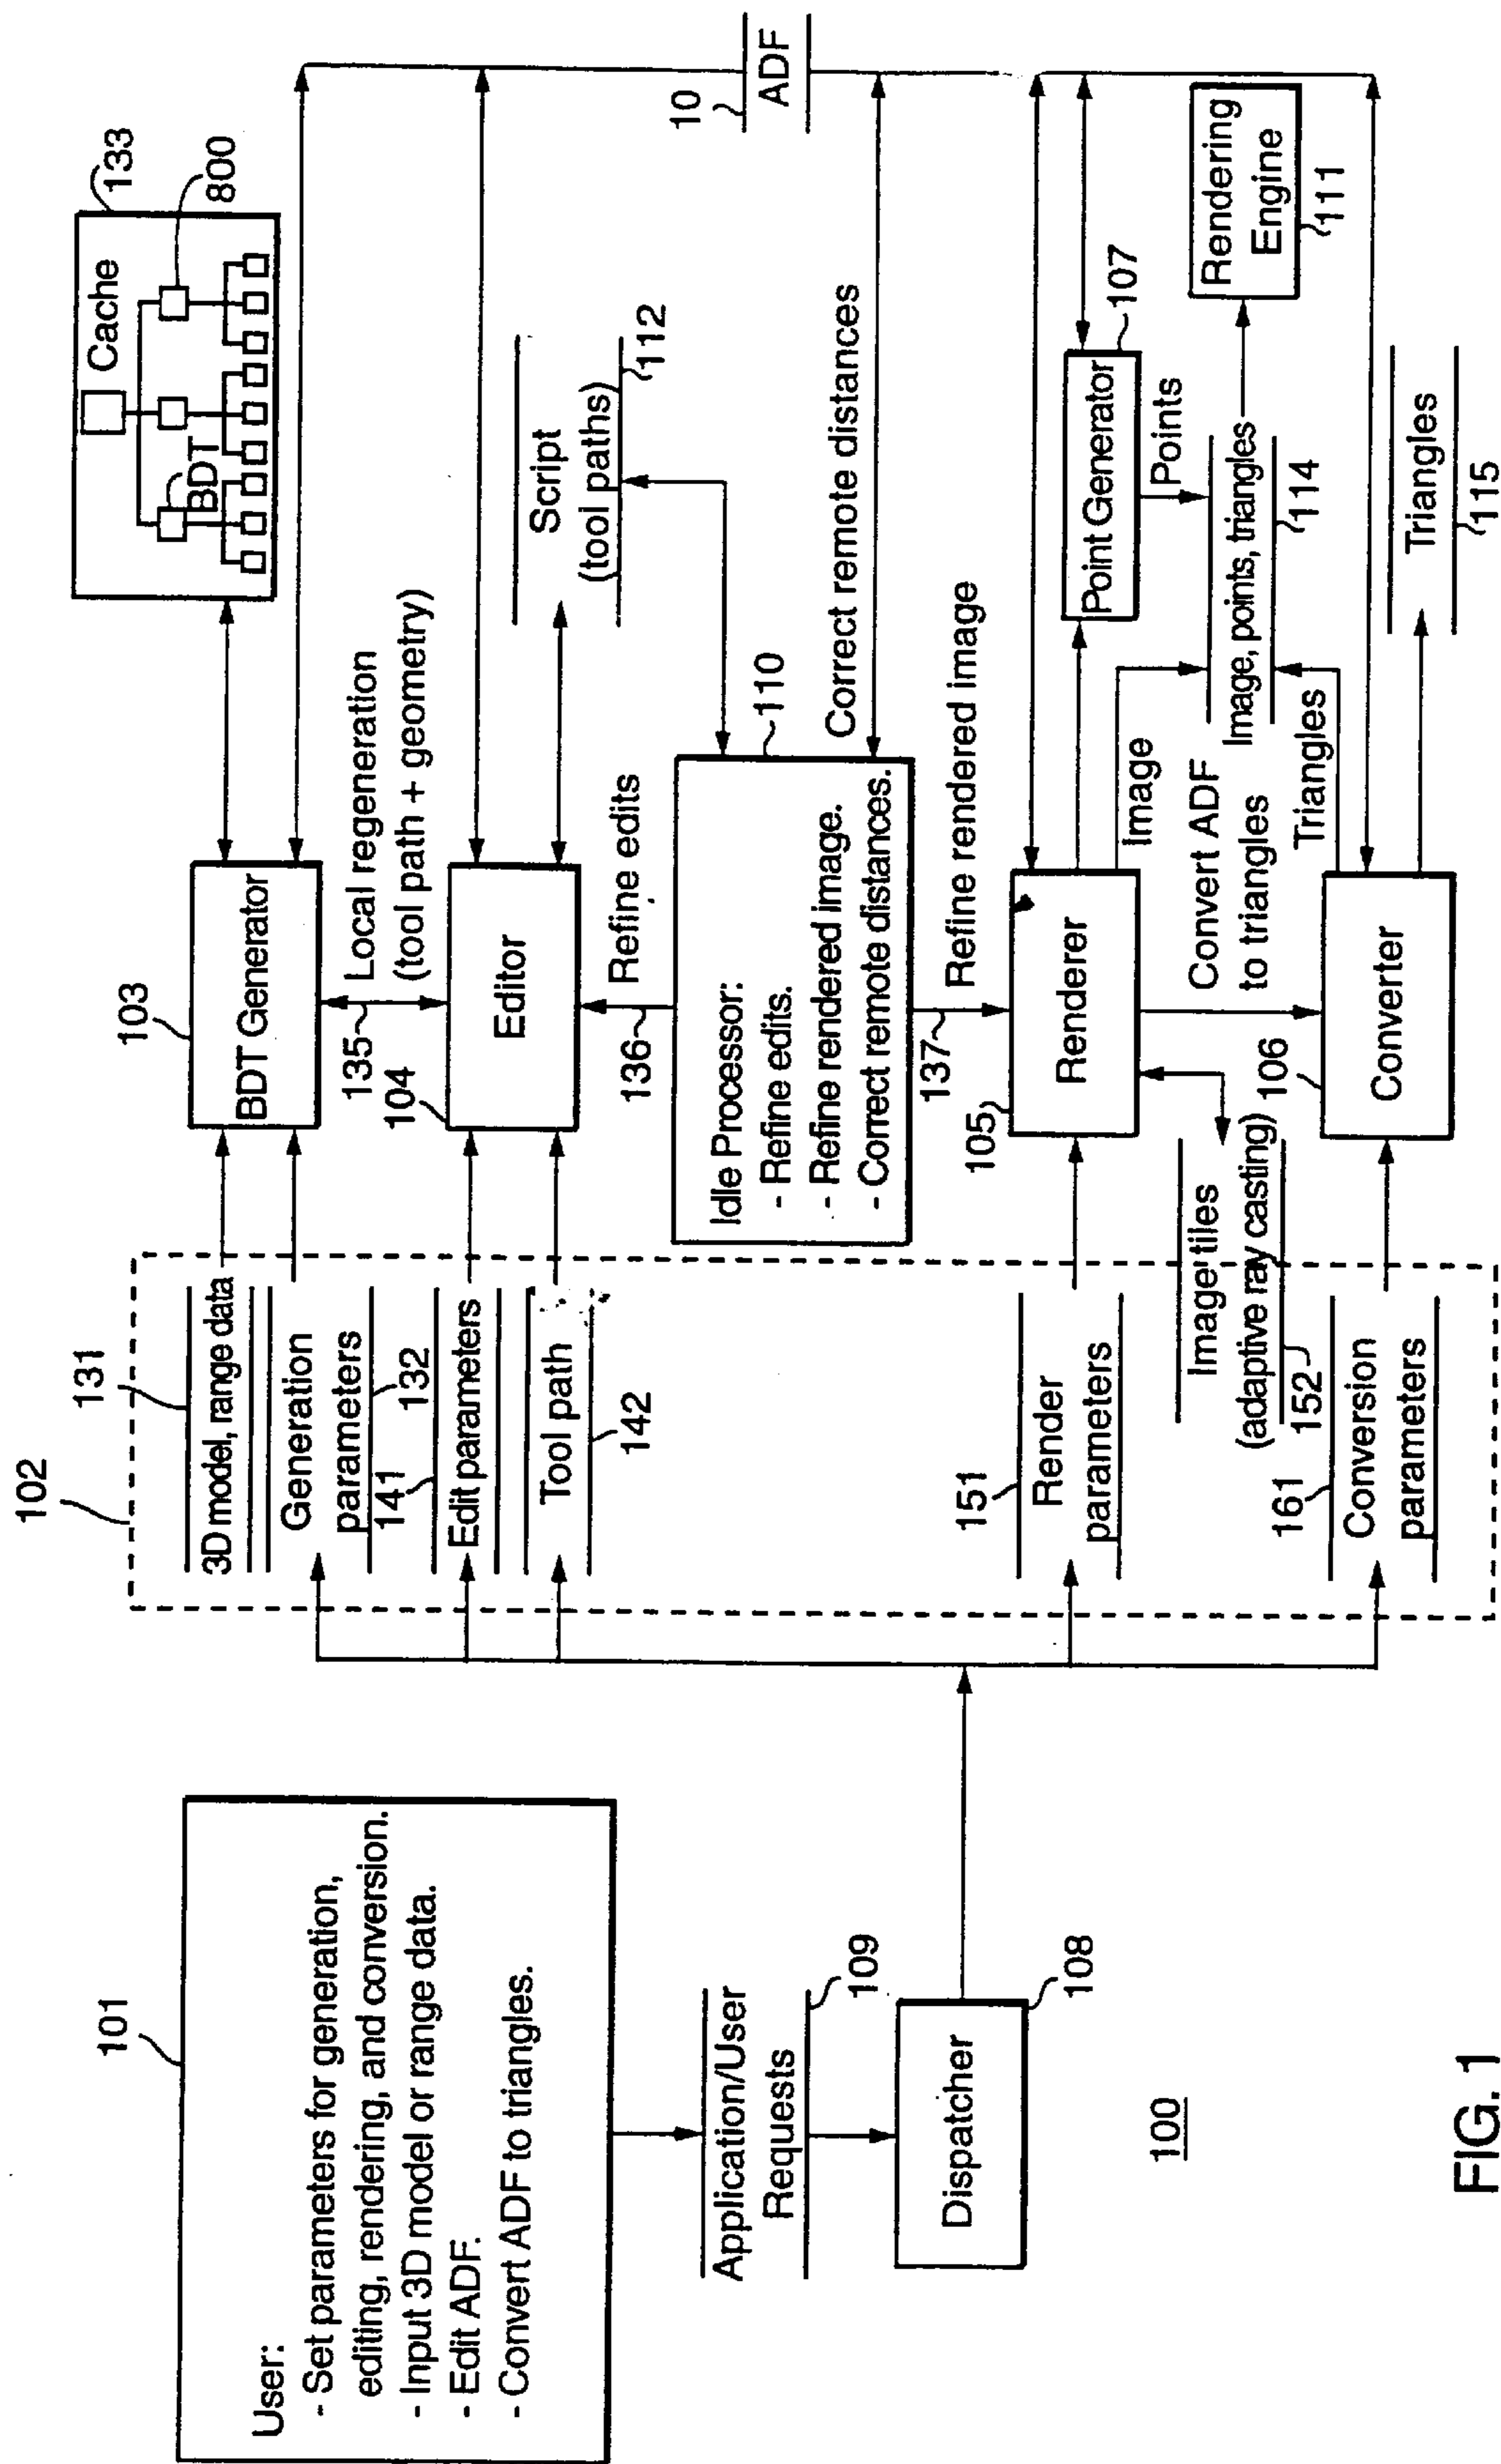 101
User:
- Set parameters for generation,
editing, rendering, and conversion.
- Input 3D model or range data.
- Edit ADF.
- Convert ADF to triangles.
Application/User
Requests
109
Dispatcher
108
100
102
131
3D model, range data
Generation
parameters
132
141
Edit parameters
Tool path
142
151
Render
parameters
Image tiles
(adaptive ray casting)
152
161
Conversion
parameters
103
BDT Generator
135
Local regeneration
(tool path + geometry)
104
Editor
136
Refine edits
Idle Processor:
- Refine edits.
- Refine rendered image.
- Correct remote distances.
110
137
Refine rendered image
105
Renderer
Convert ADF
to triangles
106
Converter
Cache
BDT
133
800
Script
(tool paths)
112
Correct remote distances
10
ADF
Point Generator
107
Points
Image
Image, points, triangles
114
Triangles
Rendering
Engine
111
Triangles
115
FIG. 1